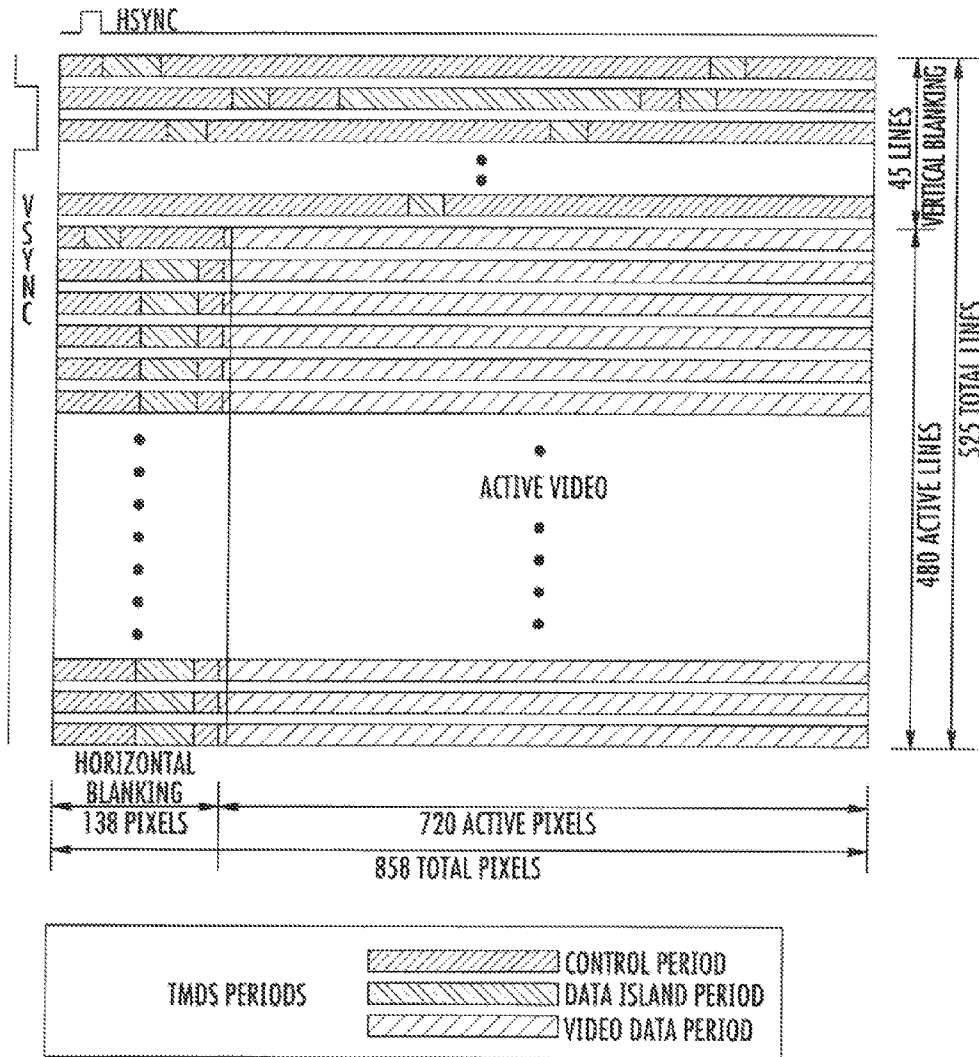 HSYNC
VSYNC
45 LINES
VERTICAL BLANKING
525 TOTAL LINES
480 ACTIVE LINES
ACTIVE VIDEO
HORIZONTAL
BLANKING
138 PIXELS
720 ACTIVE PIXELS
858 TOTAL PIXELS
TMDS PERIODS
CONTROL PERIOD
DATA ISLAND PERIOD
VIDEO DATA PERIOD